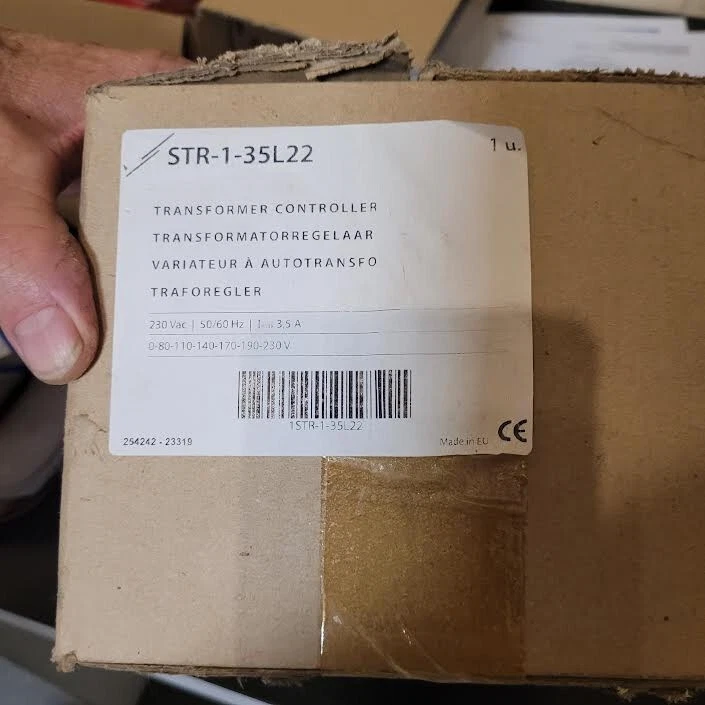 STR-1-35L22
1 u.
TRANSFORMER CONTROLLER
TRANSFORMATORREGELAAR
VARIATEUR À AUTOTRANSFO
TRAFOREGLER
230 Vac | 50/60 Hz | Imax 3,5 A
0-80-110-140-170-190-230 V
1STR-1-35L22
254242 - 23319
Made in EU CE